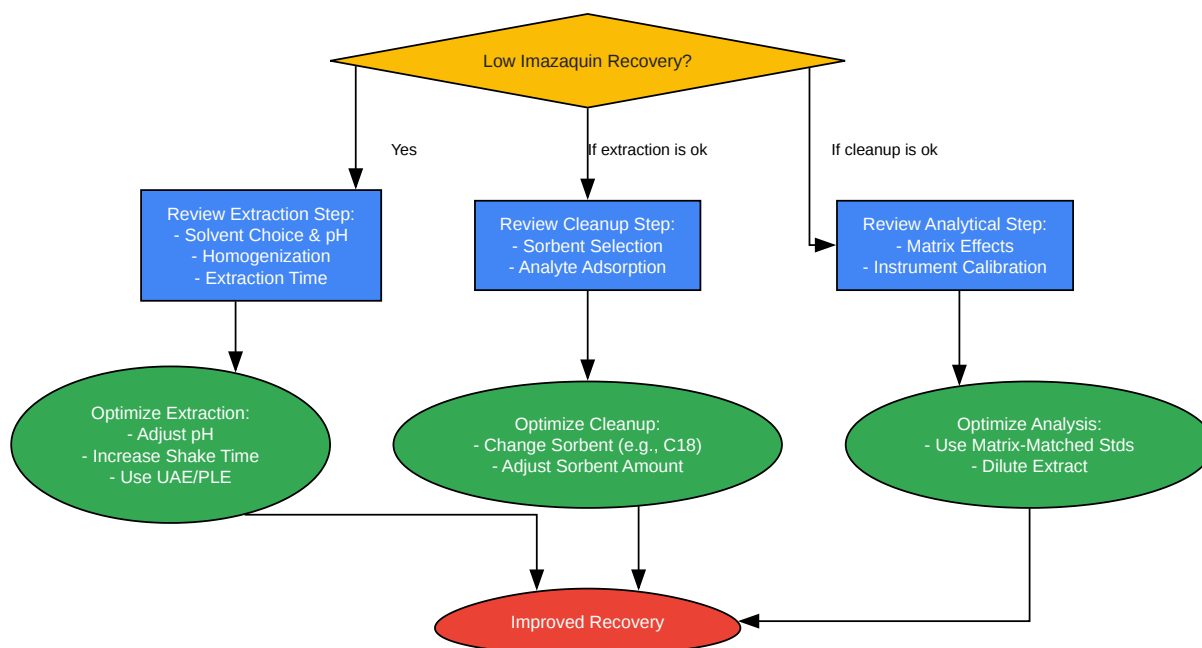 Low Imazaquin Recovery?
Yes
If extraction is ok
If cleanup is ok
Review Extraction Step:
- Solvent Choice & pH
- Homogenization
- Extraction Time
Review Cleanup Step:
- Sorbent Selection
- Analyte Adsorption
Review Analytical Step:
- Matrix Effects
- Instrument Calibration
Optimize Extraction:
- Adjust pH
- Increase Shake Time
- Use UAE/PLE
Optimize Cleanup:
- Change Sorbent (e.g., C18)
- Adjust Sorbent Amount
Optimize Analysis:
- Use Matrix-Matched Stds
- Dilute Extract
Improved Recovery